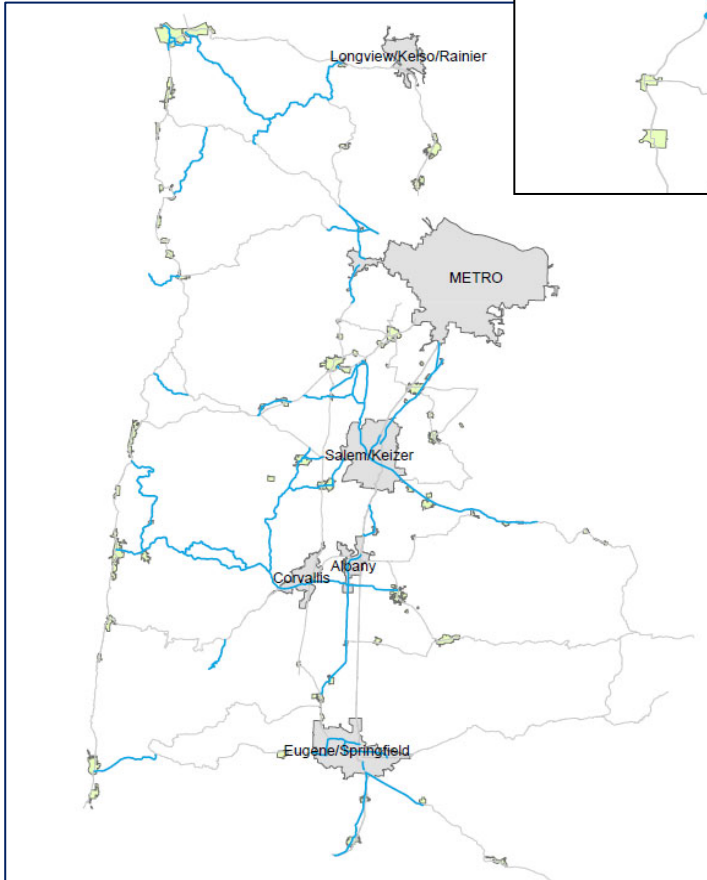 Longview/Kelso/Rainier
METRO
Salem/Keizer
Albany
Corvallis
Eugene/Springfield